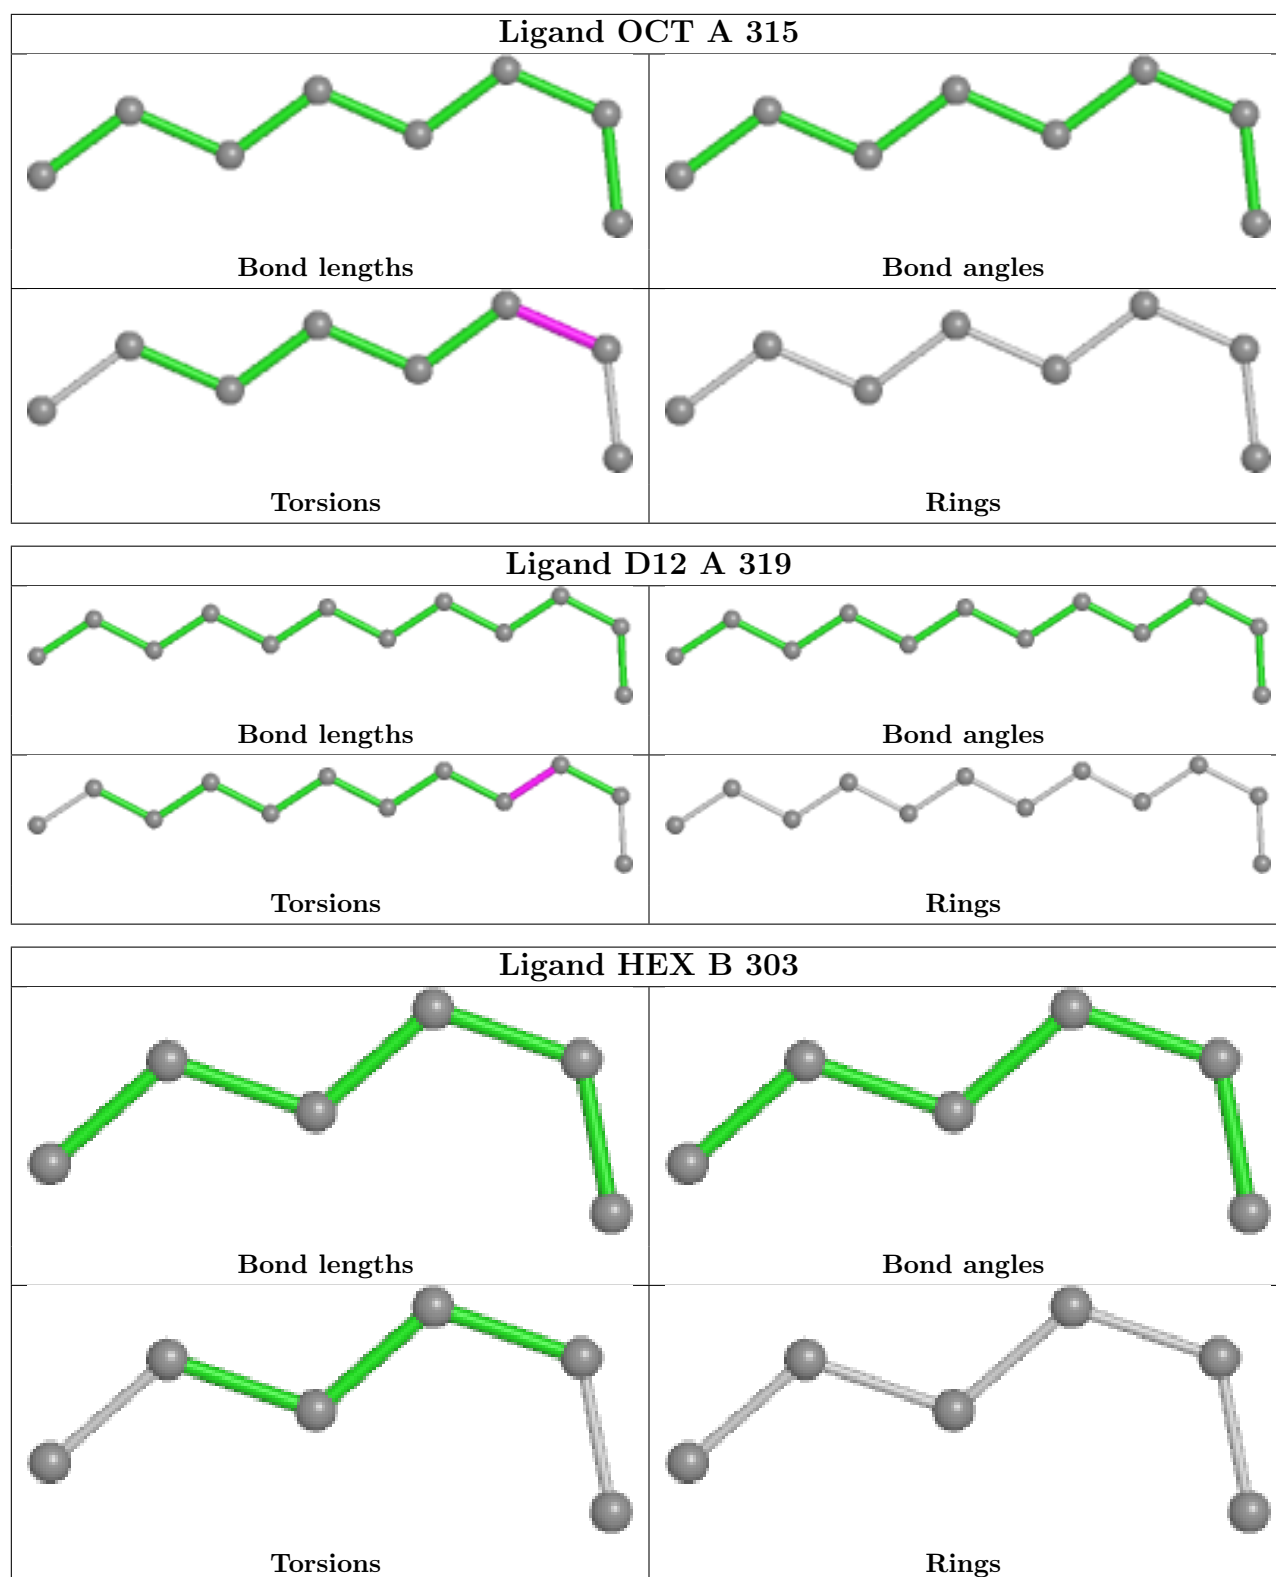 Ligand OCT A 315
Bond lengths
Bond angles
Torsions
Rings
Ligand D12 A 319
Bond lengths
Bond angles
Torsions
Rings
Ligand HEX B 303
Bond lengths
Bond angles
Torsions
Rings